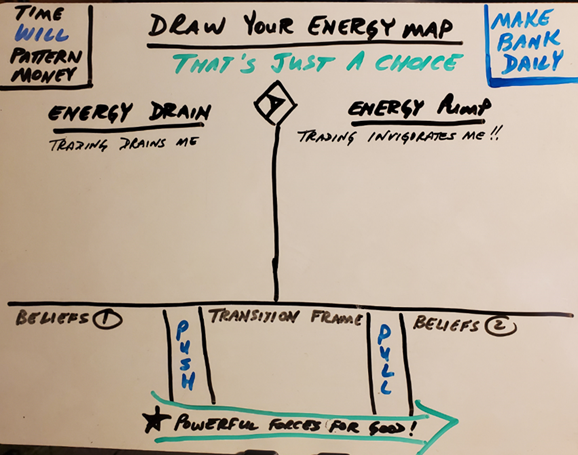 TIME
WILL
PATTERN
MONEY
DRAW YOUR ENERGY MAP
THAT'S JUST A CHOICE
MAKE
BANK
DAILY
ENERGY DRAIN
TRADING DRAINS ME
A
ENERGY PUMP
TRADING INVIGORATES ME!!
BELIEFS 1
PUSH
TRANSITION FRAME
PULL
BELIEFS 2
★ POWERFUL FORCES FOR GOOD!